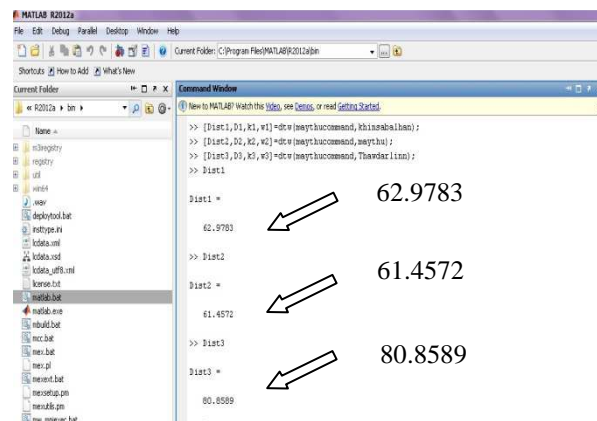 MATLAB R2012a
File Edit Debug Parallel Desktop Window Help
Current Folder: C:\Program Files\MATLAB\R2012a\bin
Shortcuts How to Add What's New
Current Folder
« R2012a ▸ bin ▸
Name
m3iregistry
registry
util
win64
.wav
deploytool.bat
insttype.ini
lcdata.xml
lcdata.xsd
lcdata_utf8.xml
license.txt
matlab.bat
matlab.exe
mbuild.bat
mcc.bat
mex.bat
mex.pl
mexext.bat
mexsetup.pm
mexutils.pm
Command Window
New to MATLAB? Watch this Video, see Demos, or read Getting Started.
>> [Dist1,D1,k1,w1]=dtw(maythucommand,khinsabalhan);
>> [Dist2,D2,k2,w2]=dtw(maythucommand,maythu);
>> [Dist3,D3,k3,w3]=dtw(maythucommand,Thawdarlinn);
>> Dist1
Dist1 =
62.9783
62.9783
>> Dist2
Dist2 =
61.4572
61.4572
>> Dist3
Dist3 =
80.8589
80.8589